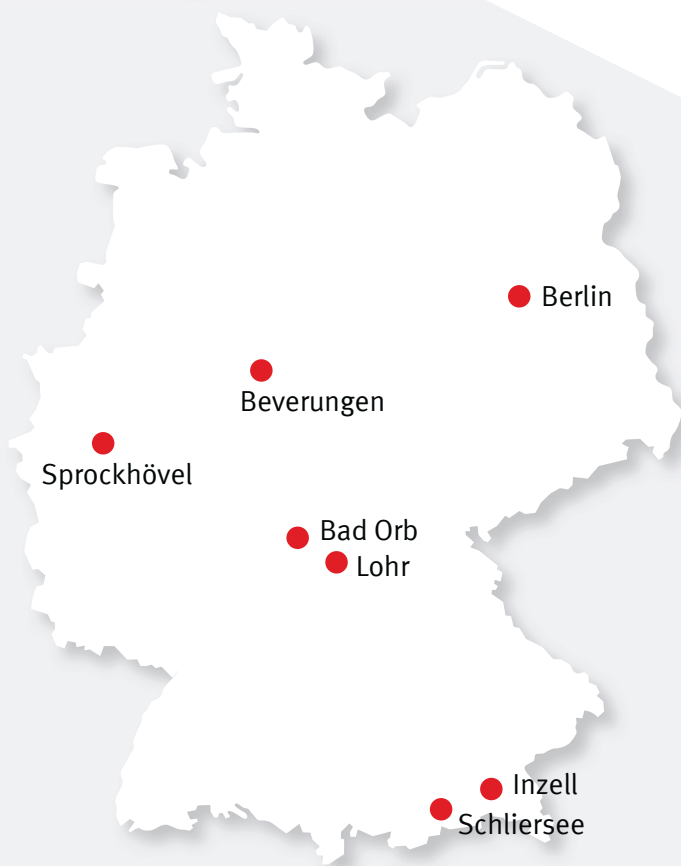 Berlin
Beverungen
Sprockhövel
Bad Orb
Lohr
Inzell
Schliersee